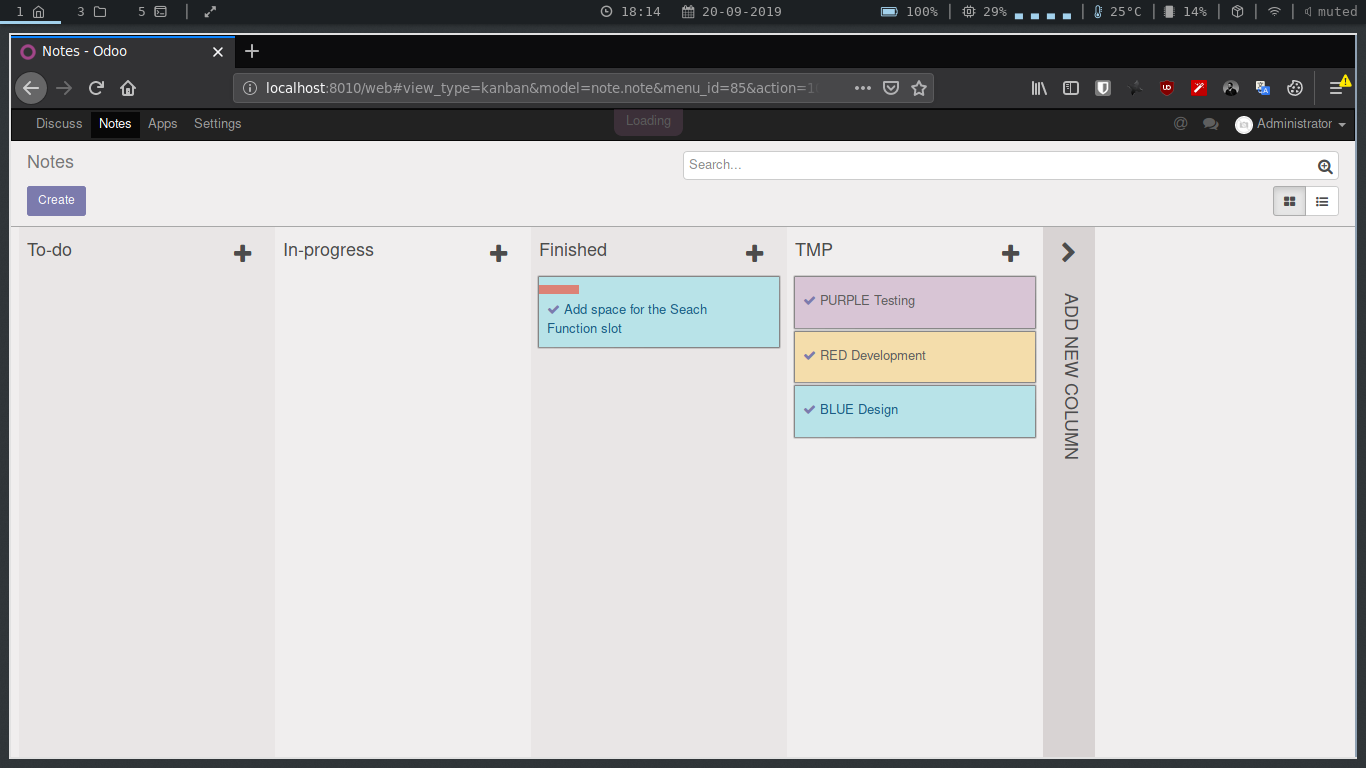 1 3 5 18:14 20-09-2019 100% 29% 25°C 14% muted
Notes - Odoo
localhost:8010/web#view_type=kanban&model=note.note&menu_id=85&action=1
Discuss Notes Apps Settings Loading @ Administrator
Notes
Search...
Create
To-do
In-progress
Finished
TMP
Add space for the Seach
Function slot
PURPLE Testing
RED Development
BLUE Design
ADD NEW COLUMN